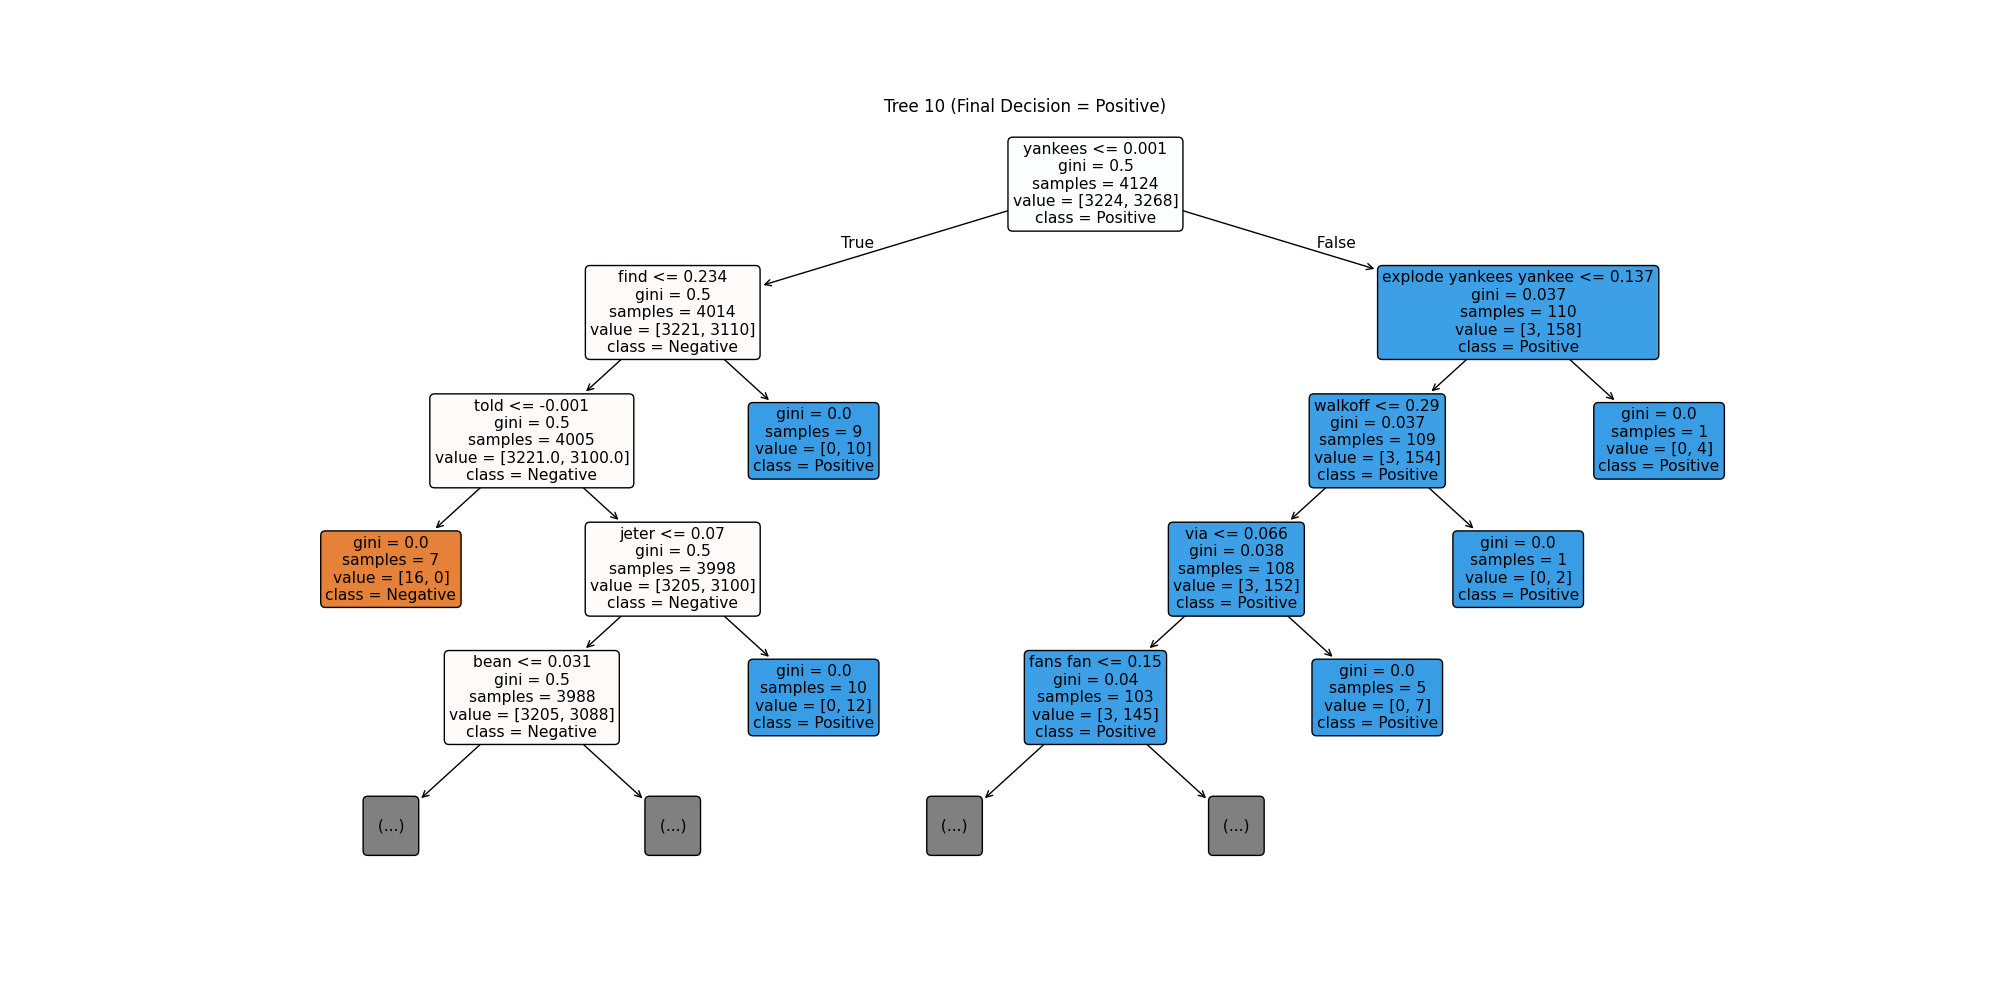 Tree 10 (Final Decision = Positive)
yankees <= 0.001
gini = 0.5
samples = 4124
value = [3224, 3268]
class = Positive
True
False
find <= 0.234
gini = 0.5
samples = 4014
value = [3221, 3110]
class = Negative
explode yankees yankee <= 0.137
gini = 0.037
samples = 110
value = [3, 158]
class = Positive
told <= -0.001
gini = 0.5
samples = 4005
value = [3221.0, 3100.0]
class = Negative
gini = 0.0
samples = 9
value = [0, 10]
class = Positive
walkoff <= 0.29
gini = 0.037
samples = 109
value = [3, 154]
class = Positive
gini = 0.0
samples = 1
value = [0, 4]
class = Positive
gini = 0.0
samples = 7
value = [16, 0]
class = Negative
jeter <= 0.07
gini = 0.5
samples = 3998
value = [3205, 3100]
class = Negative
via <= 0.066
gini = 0.038
samples = 108
value = [3, 152]
class = Positive
gini = 0.0
samples = 1
value = [0, 2]
class = Positive
bean <= 0.031
gini = 0.5
samples = 3988
value = [3205, 3088]
class = Negative
gini = 0.0
samples = 10
value = [0, 12]
class = Positive
fans fan <= 0.15
gini = 0.04
samples = 103
value = [3, 145]
class = Positive
gini = 0.0
samples = 5
value = [0, 7]
class = Positive
(...)
(...)
(...)
(...)